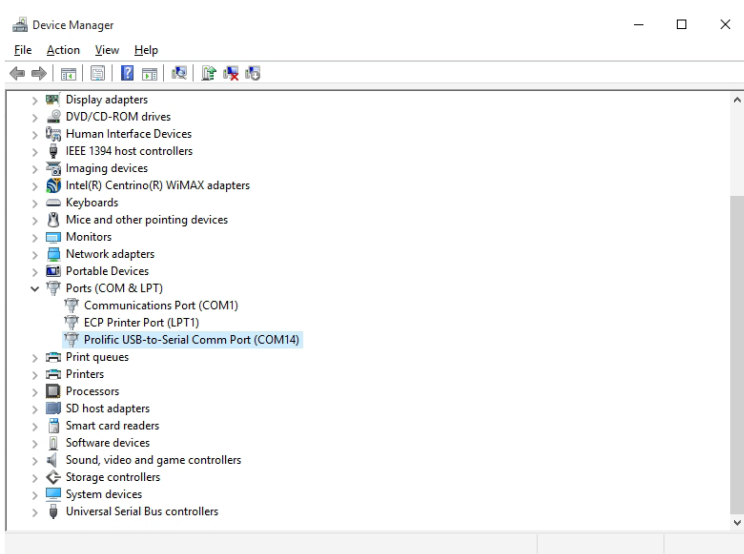 Device Manager
File Action View Help
Display adapters
DVD/CD-ROM drives
Human Interface Devices
IEEE 1394 host controllers
Imaging devices
Intel(R) Centrino(R) WiMAX adapters
Keyboards
Mice and other pointing devices
Monitors
Network adapters
Portable Devices
Ports (COM & LPT)
Communications Port (COM1)
ECP Printer Port (LPT1)
Prolific USB-to-Serial Comm Port (COM14)
Print queues
Printers
Processors
SD host adapters
Smart card readers
Software devices
Sound, video and game controllers
Storage controllers
System devices
Universal Serial Bus controllers